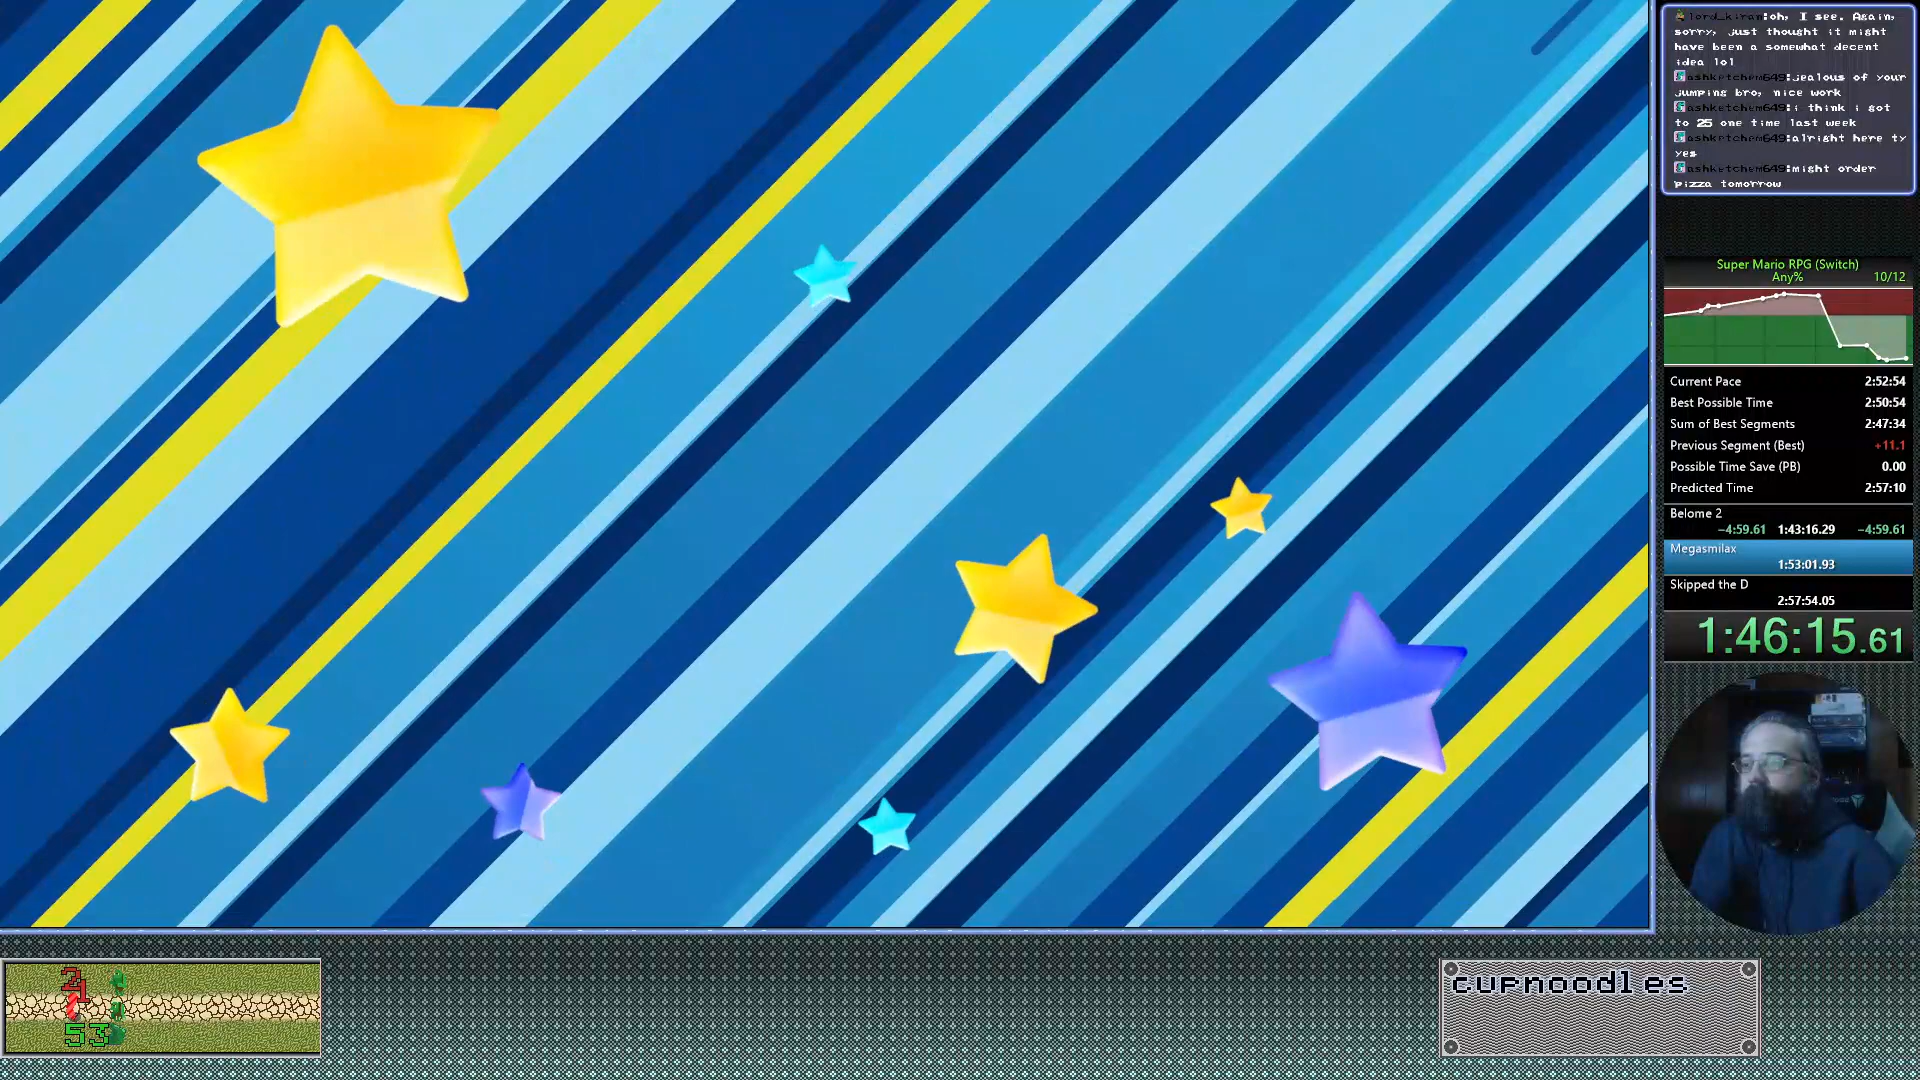 lord_kiran:oh, I see. Again,
sorry, just thought it might
have been a somewhat decent
idea lol
ashketchem649:jealous of your
jumping bro, nice work
ashketchem649:i think i got
to 25 one time last week
ashketchem649:alright here ty
yes
ashketchem649:might order
pizza tomorrow
Super Mario RPG (Switch)
Any% 10/12
Current Pace 2:52:54
Best Possible Time 2:50:54
Sum of Best Segments 2:47:34
Previous Segment (Best) +11.1
Possible Time Save (PB) 0.00
Predicted Time 2:57:10
Belome 2
−4:59.61 1:43:16.29 −4:59.61
Megasmilax
1:53:01.93
Skipped the D
2:57:54.05
1:46:15.61
21
53
cupnoodles